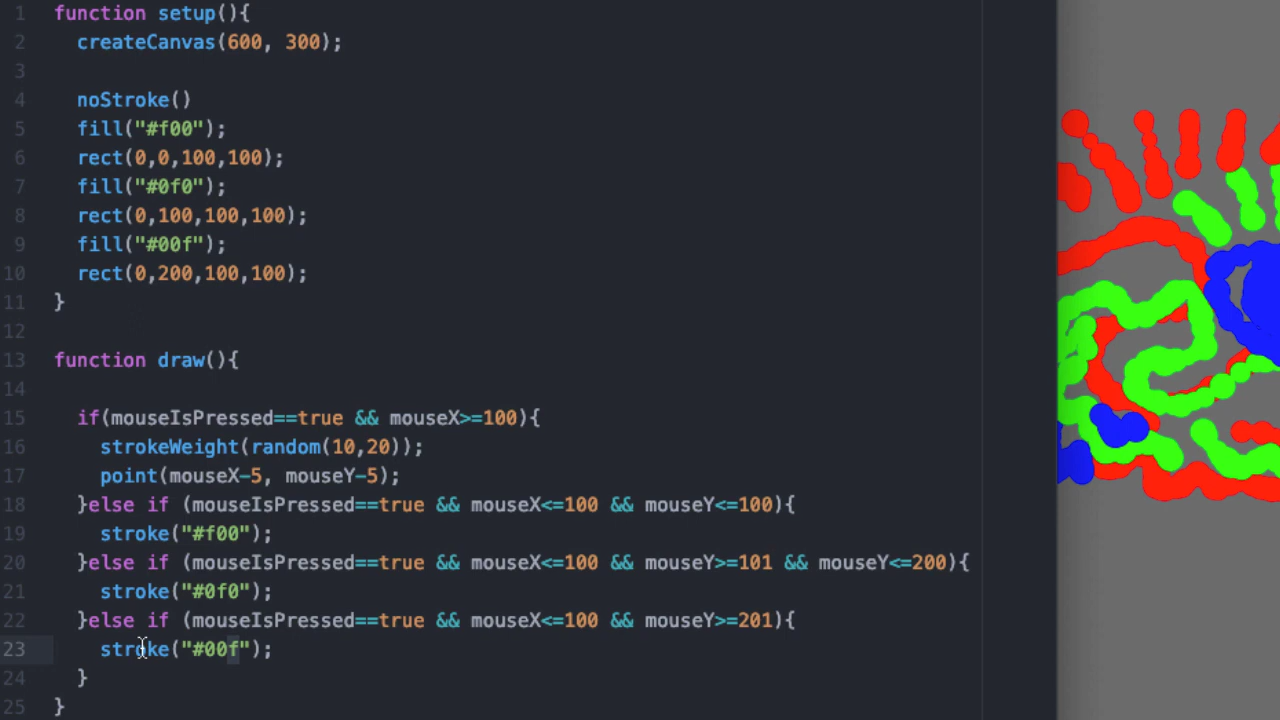 1 function setup(){
2 createCanvas(600, 300);
3
4 noStroke()
5 fill("#f00");
6 rect(0,0,100,100);
7 fill("#0f0");
8 rect(0,100,100,100);
9 fill("#00f");
10 rect(0,200,100,100);
11 }
12
13 function draw(){
14
15 if(mouseIsPressed==true && mouseX>=100){
16 strokeWeight(random(10,20));
17 point(mouseX-5, mouseY-5);
18 }else if (mouseIsPressed==true && mouseX<=100 && mouseY<=100){
19 stroke("#f00");
20 }else if (mouseIsPressed==true && mouseX<=100 && mouseY>=101 && mouseY<=200){
21 stroke("#0f0");
22 }else if (mouseIsPressed==true && mouseX<=100 && mouseY>=201){
23 stroke("#00f");
24 }
25 }